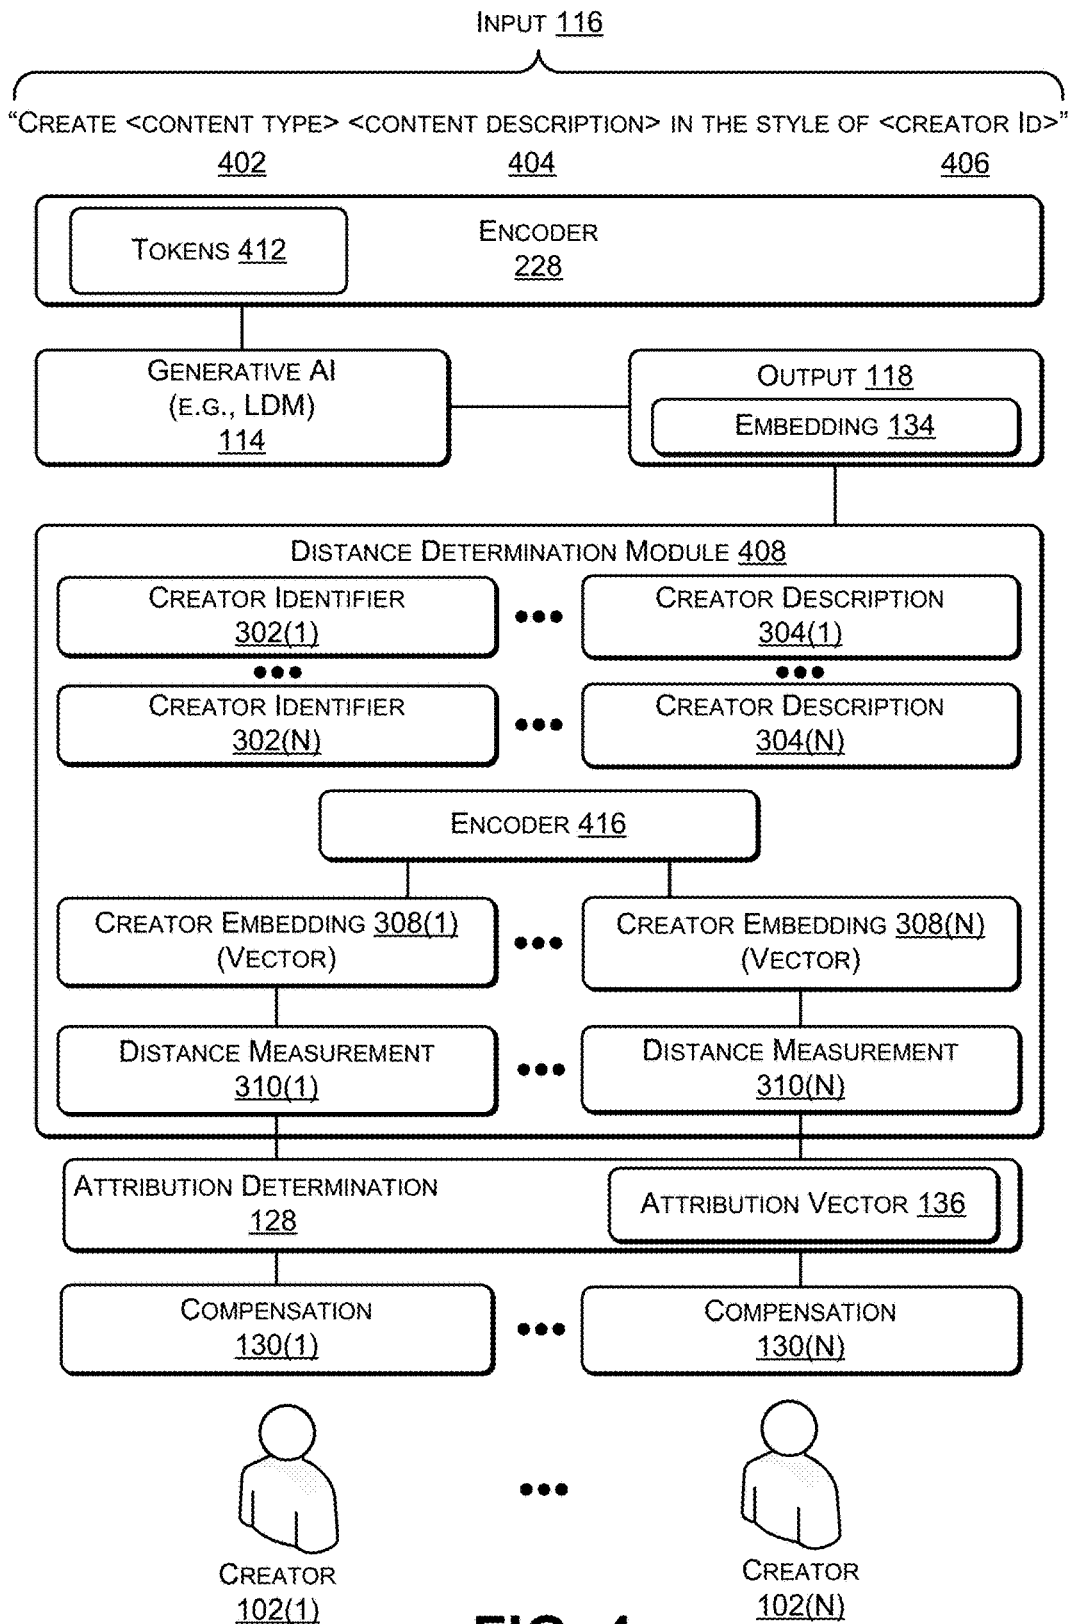 INPUT 116
“CREATE <CONTENT TYPE> <CONTENT DESCRIPTION> IN THE STYLE OF <CREATOR ID>”
402 404 406
TOKENS 412
ENCODER
228
GENERATIVE AI
(E.G., LDM)
114
OUTPUT 118
EMBEDDING 134
DISTANCE DETERMINATION MODULE 408
CREATOR IDENTIFIER
302(1)
CREATOR DESCRIPTION
304(1)
CREATOR IDENTIFIER
302(N)
CREATOR DESCRIPTION
304(N)
ENCODER 416
CREATOR EMBEDDING 308(1)
(VECTOR)
CREATOR EMBEDDING 308(N)
(VECTOR)
DISTANCE MEASUREMENT
310(1)
DISTANCE MEASUREMENT
310(N)
ATTRIBUTION DETERMINATION
128
ATTRIBUTION VECTOR 136
COMPENSATION
130(1)
COMPENSATION
130(N)
CREATOR
102(1)
CREATOR
102(N)